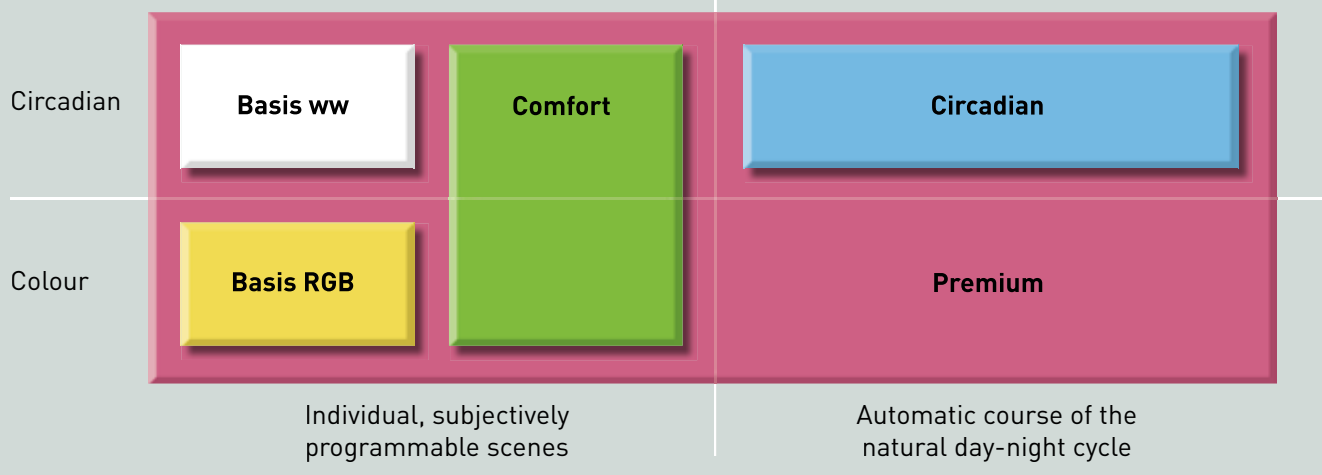 Circadian
Basis ww
Comfort
Circadian
Colour
Basis RGB
Premium
Individual, subjectively
programmable scenes
Automatic course of the
natural day-night cycle